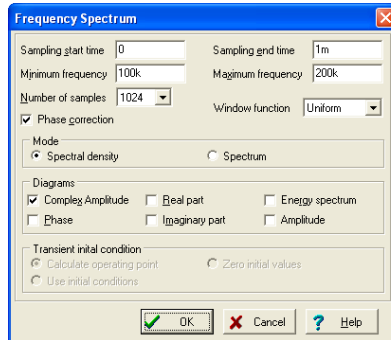 Frequency Spectrum
Sampling start time 0 Sampling end time 1m
Minimum frequency 100k Maximum frequency 200k
Number of samples 1024 Window function Uniform
Phase correction
Mode
Spectral density Spectrum
Diagrams
Complex Amplitude Real part Energy spectrum
Phase Imaginary part Amplitude
Transient inital condition
Calculate operating point Zero initial values
Use initial conditions
OK Cancel ? Help